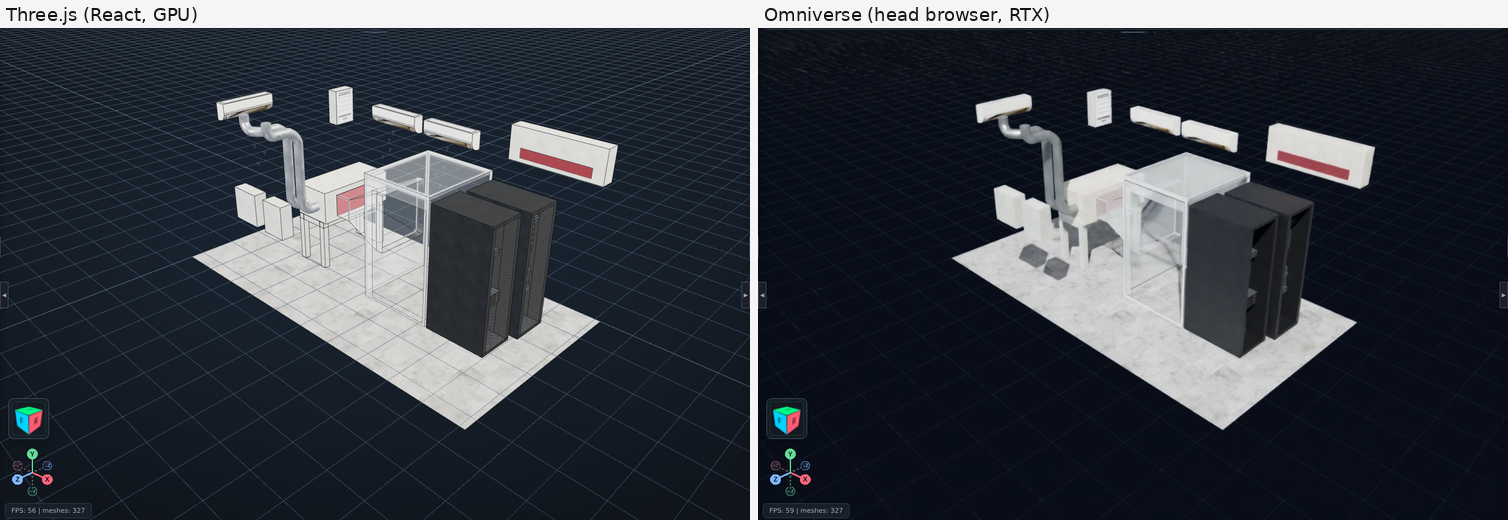 Three.js (React, GPU)
Omniverse (head browser, RTX)
Y
Z
X
FPS: 56 | meshes: 327
Y
Z
X
FPS: 59 | meshes: 327